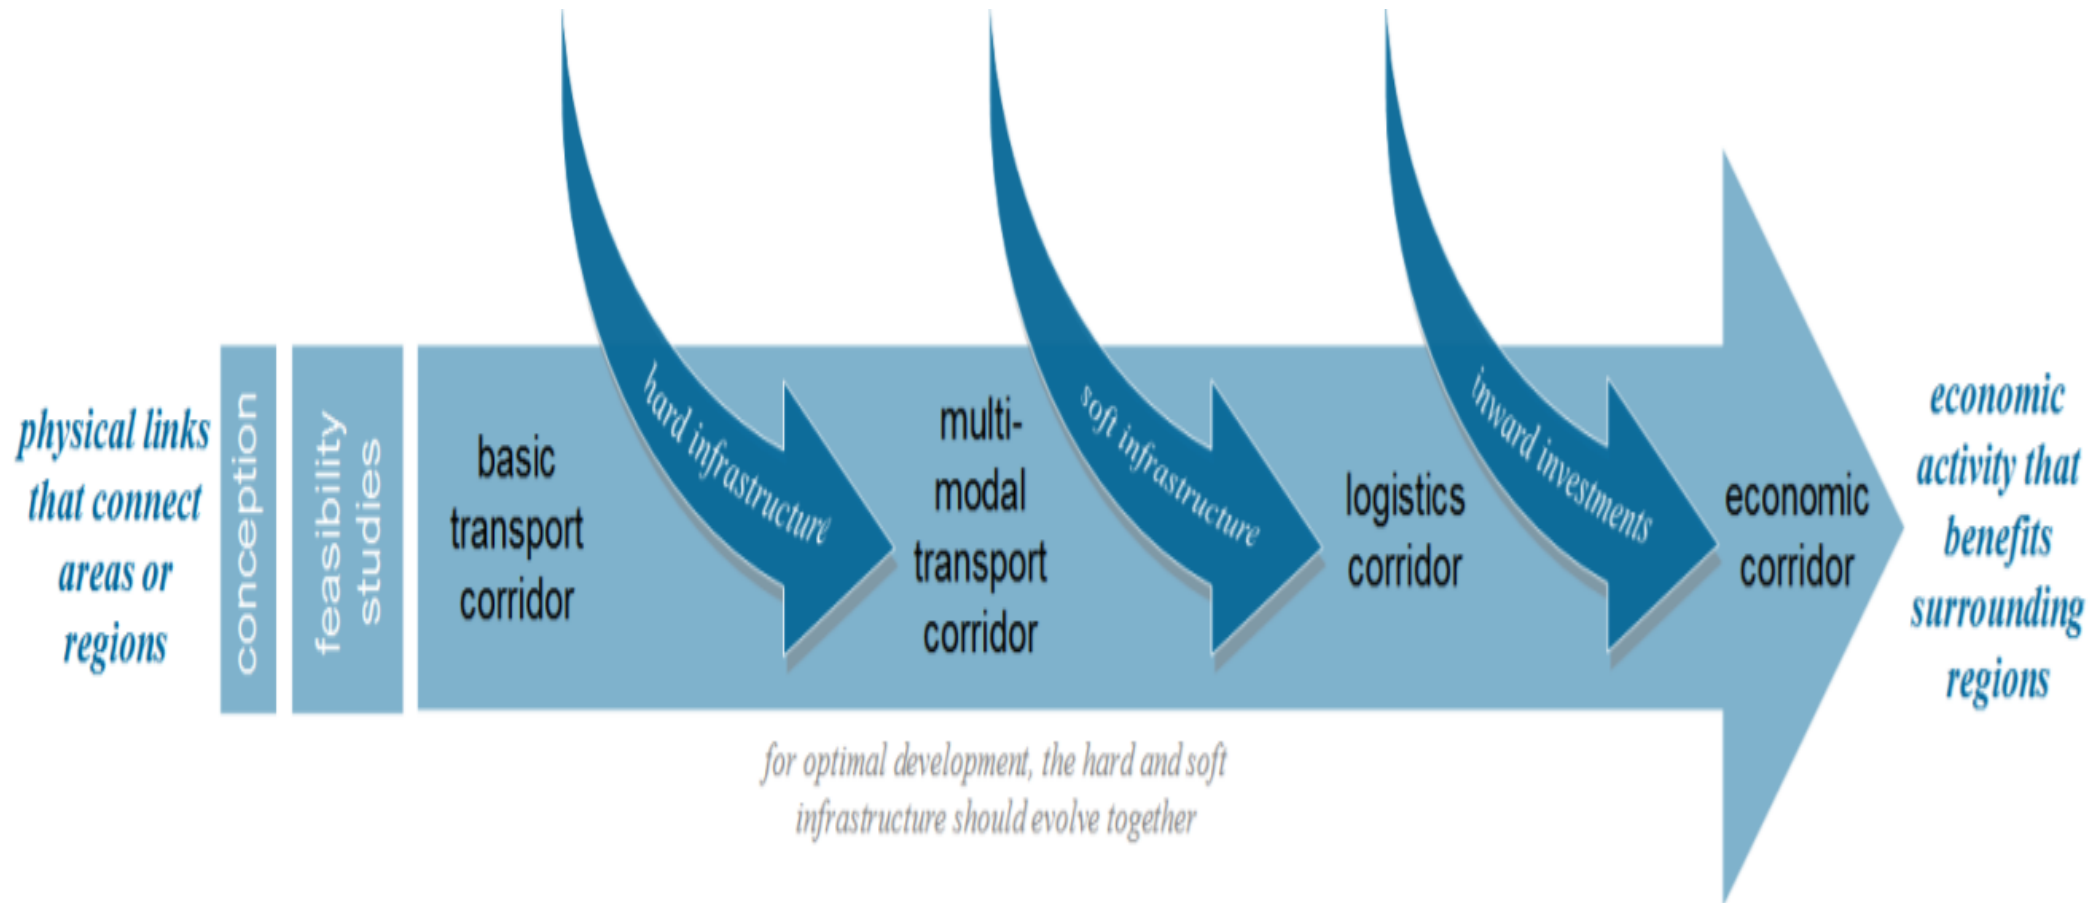 physical links
that connect
areas or
regions
conception
feasibility
studies
basic
transport
corridor
hard infrastructure
multi-
modal
transport
corridor
soft infrastructure
logistics
corridor
inward investments
economic
corridor
economic
activity that
benefits
surrounding
regions
for optimal development, the hard and soft
infrastructure should evolve together